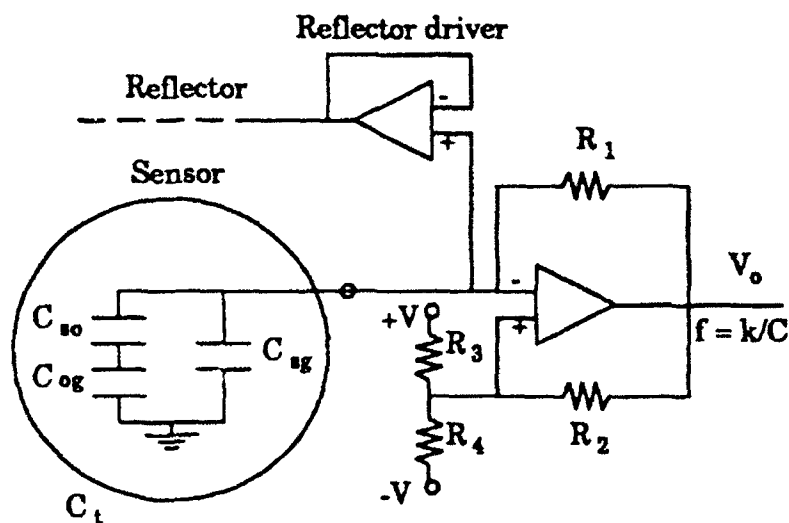 Reflector driver
Reflector
-
+
Sensor
R1
Cso
Cog
Csg
Ct
+V
R3
R4
-V
-
+
R2
Vo
f = k/C